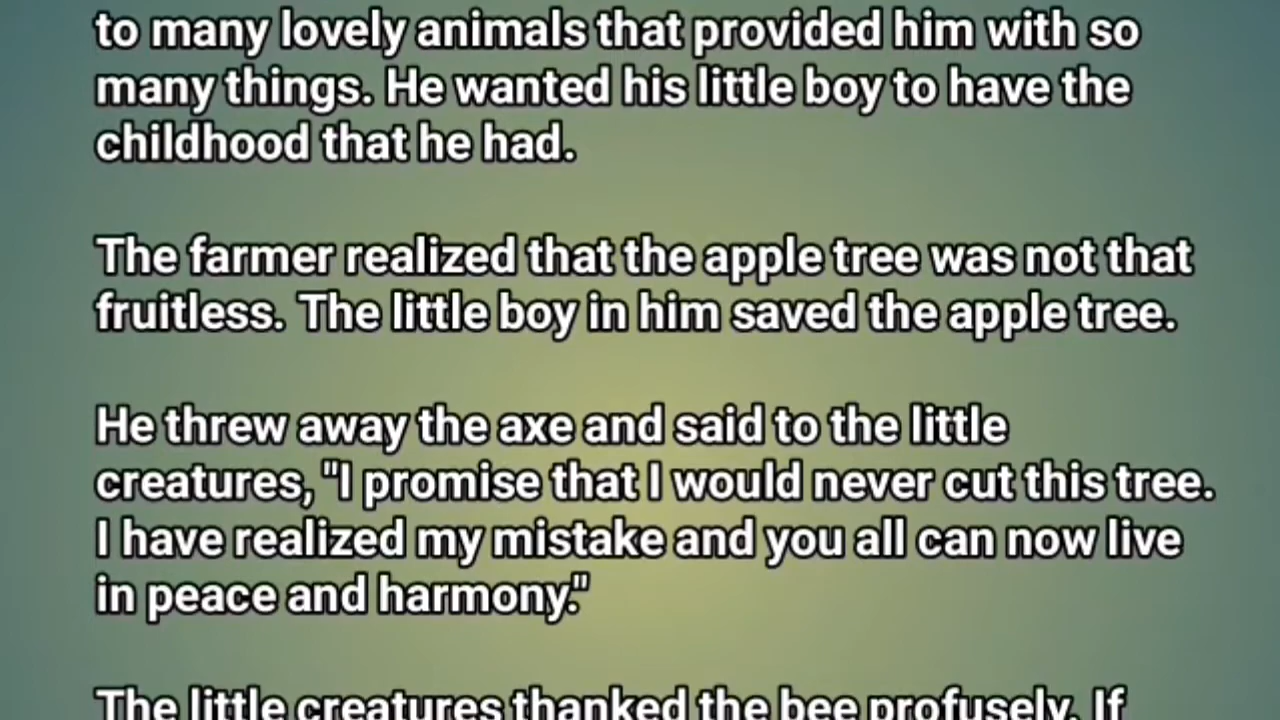 to many lovely animals that provided him with so
many things. He wanted his little boy to have the
childhood that he had.
The farmer realized that the apple tree was not that
fruitless. The little boy in him saved the apple tree.
He threw away the axe and said to the little
creatures, "I promise that I would never cut this tree.
I have realized my mistake and you all can now live
in peace and harmony."
The little creatures thanked the bee profusely. If